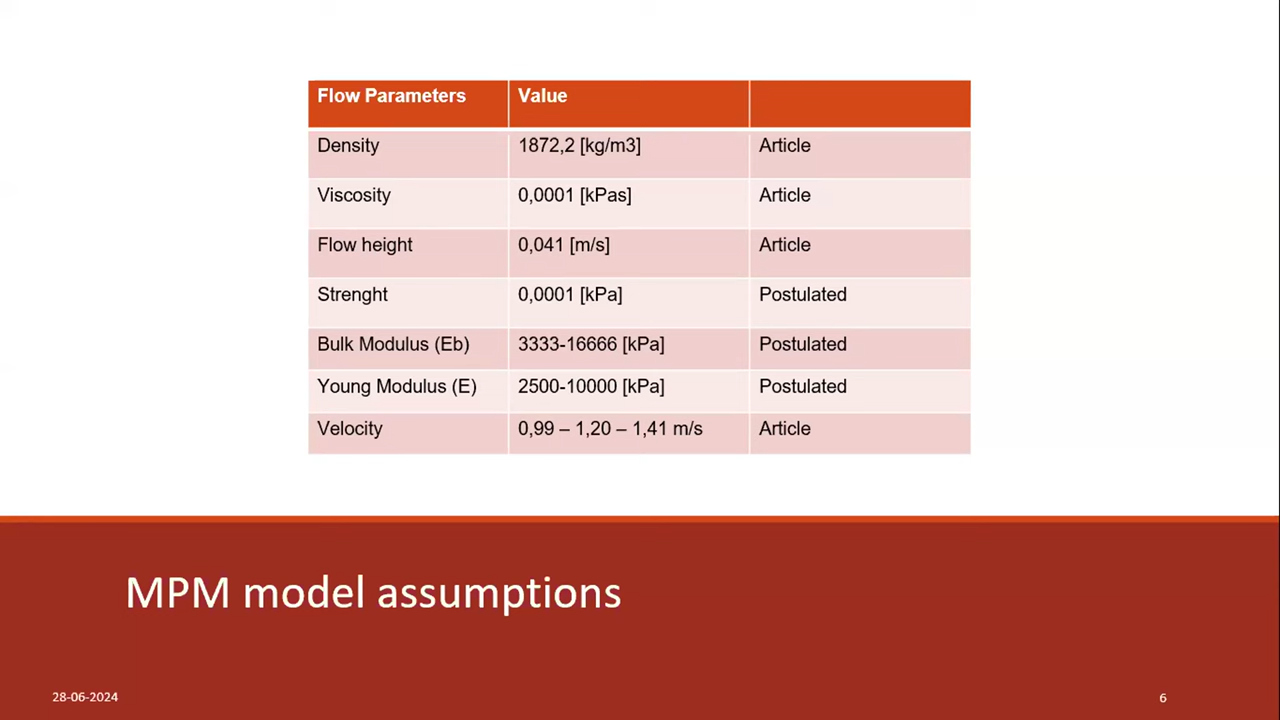 Flow Parameters Value
Density 1872,2 [kg/m3] Article
Viscosity 0,0001 [kPas] Article
Flow height 0,041 [m/s] Article
Strenght 0,0001 [kPa] Postulated
Bulk Modulus (Eb) 3333-16666 [kPa] Postulated
Young Modulus (E) 2500-10000 [kPa] Postulated
Velocity 0,99 – 1,20 – 1,41 m/s Article
MPM model assumptions
28-06-2024 6